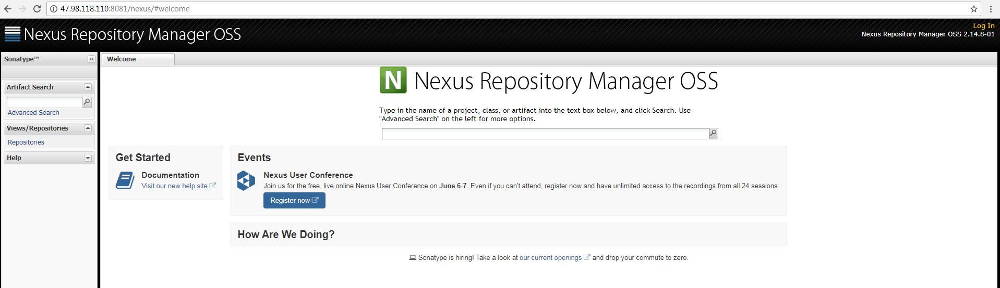 47.98.118.110:8081/nexus/#welcome
Nexus Repository Manager OSS
Log In
Nexus Repository Manager OSS 2.14.8-01
Sonatype™
Welcome
Artifact Search
Advanced Search
Views/Repositories
Repositories
Help
N Nexus Repository Manager OSS
Type in the name of a project, class, or artifact into the text box below, and click Search. Use
"Advanced Search" on the left for more options.
Get Started
Documentation
Visit our new help site
Events
Nexus User Conference
Join us for the free, live online Nexus User Conference on June 6-7. Even if you can't attend, register now and have unlimited access to the recordings from all 24 sessions.
Register now
How Are We Doing?
Sonatype is hiring! Take a look at our current openings and drop your commute to zero.